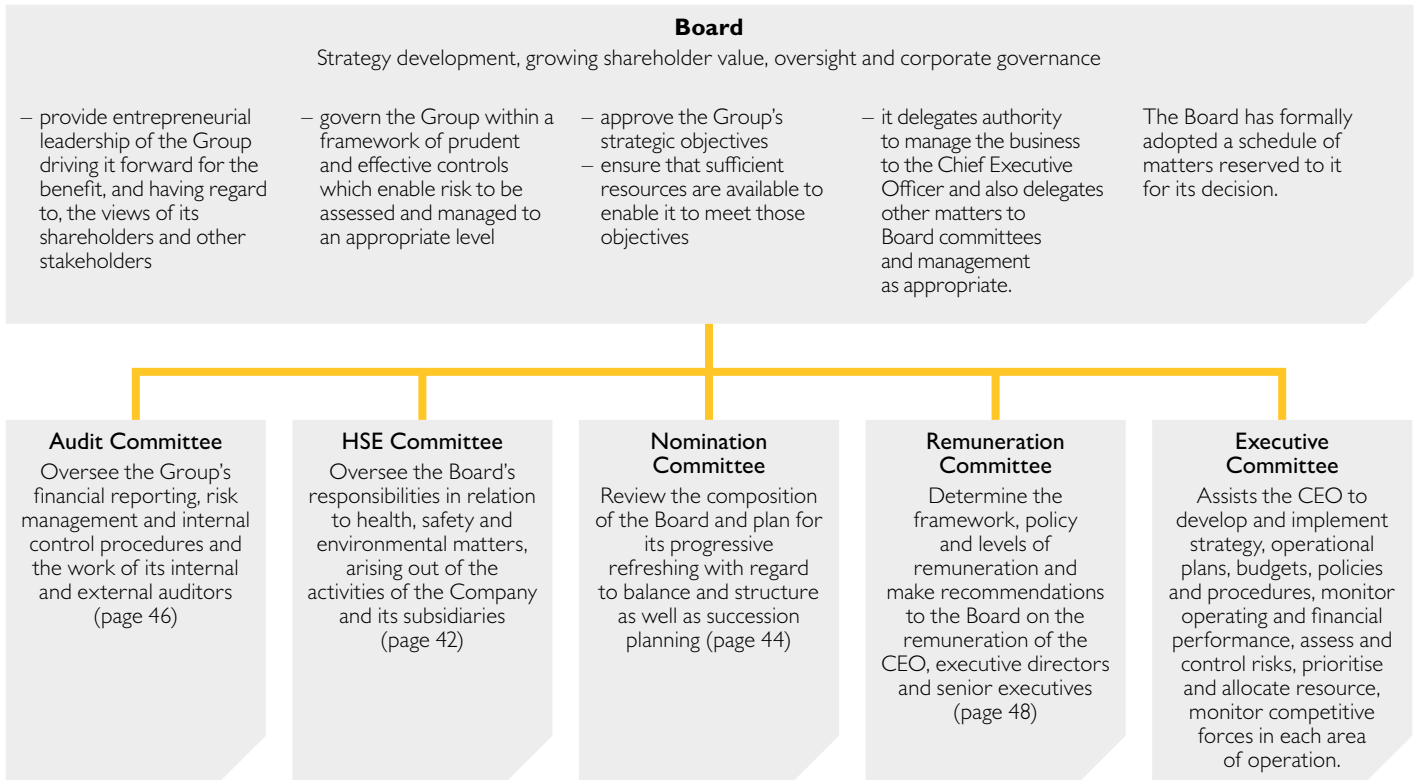 Board
Strategy development, growing shareholder value, oversight and corporate governance
– provide entrepreneurial
leadership of the Group
driving it forward for the
benefit, and having regard
to, the views of its
shareholders and other
stakeholders
– govern the Group within a
framework of prudent
and effective controls
which enable risk to be
assessed and managed to
an appropriate level
– approve the Group’s
strategic objectives
– ensure that sufficient
resources are available to
enable it to meet those
objectives
– it delegates authority
to manage the business
to the Chief Executive
Officer and also delegates
other matters to
Board committees
and management
as appropriate.
The Board has formally
adopted a schedule of
matters reserved to it
for its decision.
Audit Committee
Oversee the Group’s
financial reporting, risk
management and internal
control procedures and
the work of its internal
and external auditors
(page 46)
HSE Committee
Oversee the Board’s
responsibilities in relation
to health, safety and
environmental matters,
arising out of the
activities of the Company
and its subsidiaries
(page 42)
Nomination
Committee
Review the composition
of the Board and plan for
its progressive
refreshing with regard
to balance and structure
as well as succession
planning (page 44)
Remuneration
Committee
Determine the
framework, policy
and levels of
remuneration and
make recommendations
to the Board on the
remuneration of the
CEO, executive directors
and senior executives
(page 48)
Executive
Committee
Assists the CEO to
develop and implement
strategy, operational
plans, budgets, policies
and procedures, monitor
operating and financial
performance, assess and
control risks, prioritise
and allocate resource,
monitor competitive
forces in each area
of operation.